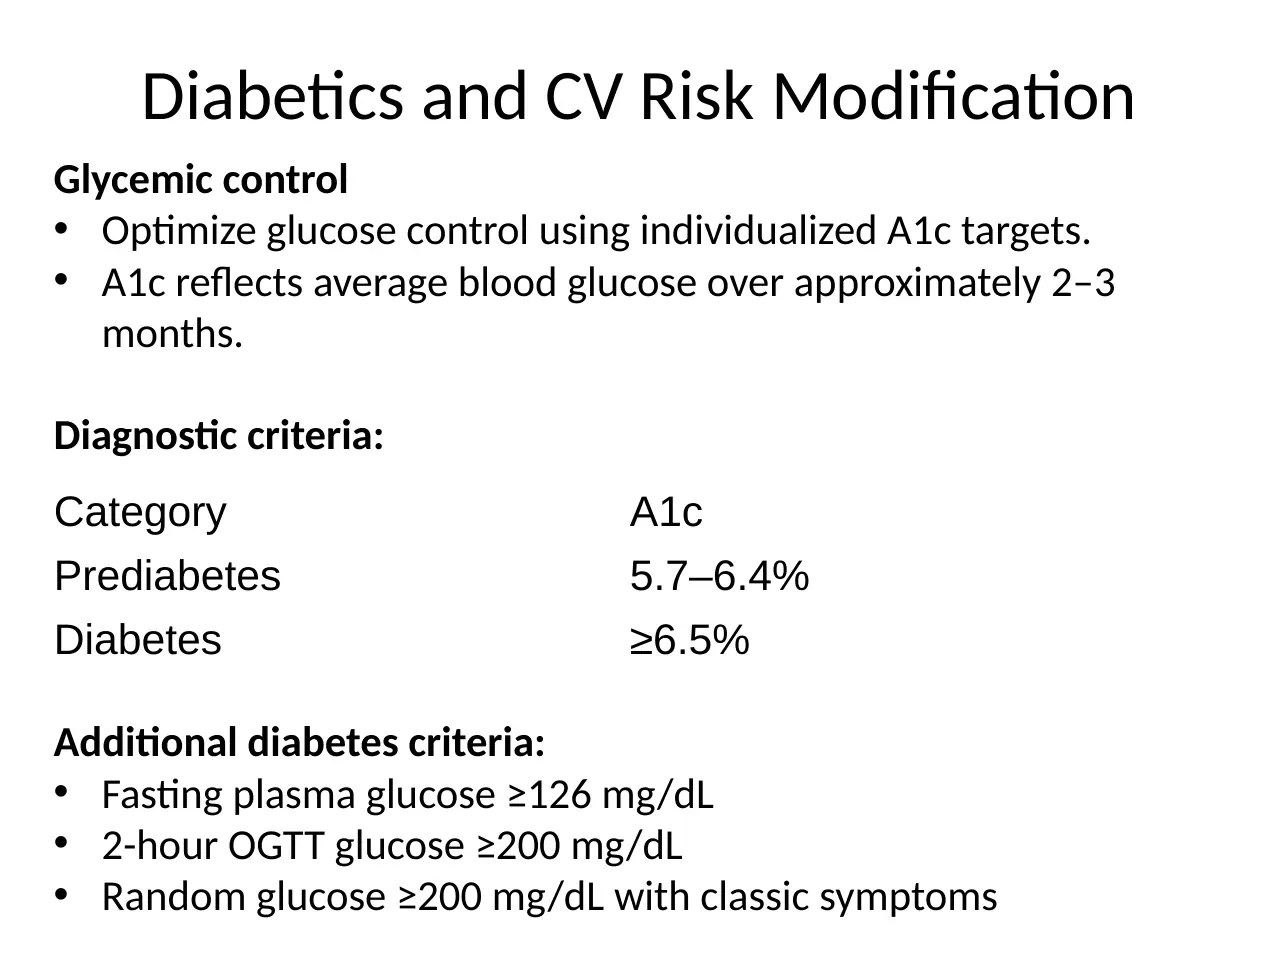 Diabetics and CV Risk Modification
Glycemic control
• Optimize glucose control using individualized A1c targets.
• A1c reflects average blood glucose over approximately 2–3
months.
Diagnostic criteria:
Category A1c
Prediabetes 5.7–6.4%
Diabetes ≥6.5%
Additional diabetes criteria:
• Fasting plasma glucose ≥126 mg/dL
• 2-hour OGTT glucose ≥200 mg/dL
• Random glucose ≥200 mg/dL with classic symptoms